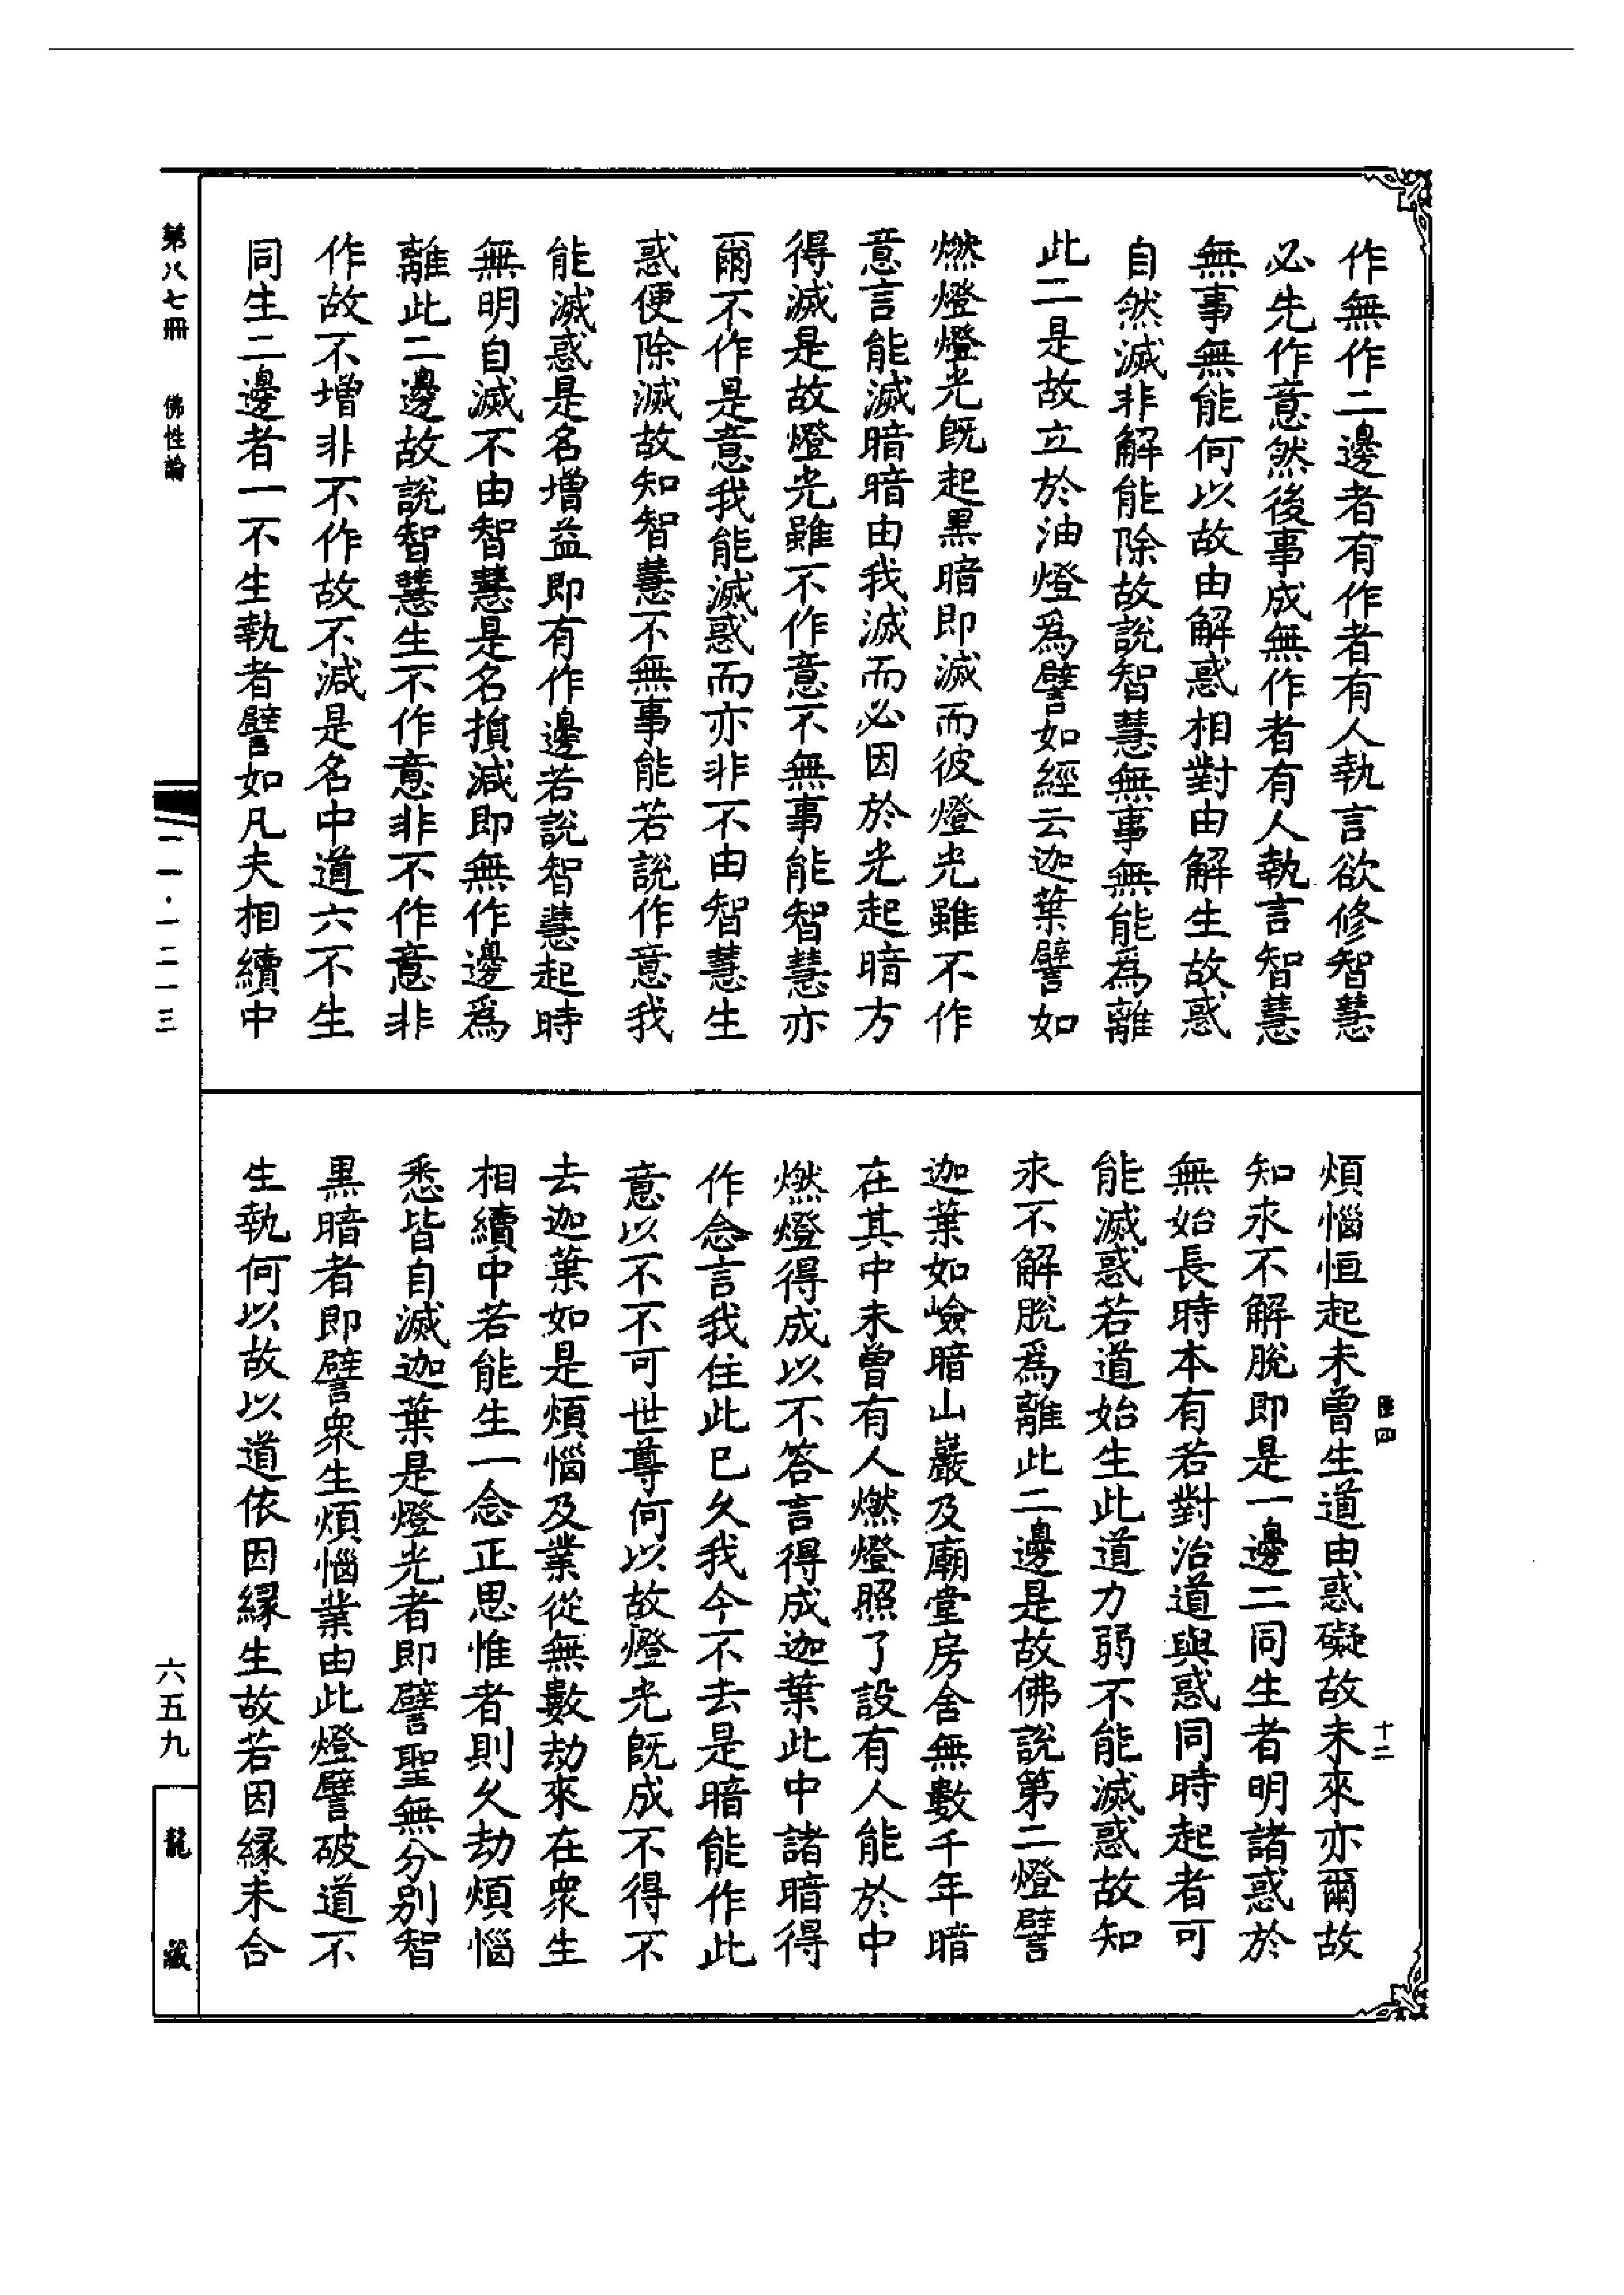 作無作二邊者有作者有人執言欲修智慧
必先作意然後事成無作者有人執言智慧
無事無能何以故由解惑相對由解生故惑
自然滅非解能除故說智慧無事無能為離
此二是故立於油燈爲譬如經云迦葉譬如
燃燈燈光既起黑暗即滅而彼燈光雖不作
意言能滅暗暗由我滅而必因於光起暗方
得滅是故燈光雖不作意不無事能智慧亦
爾不作是意我能滅惑而亦非不由智慧生
惑便除滅故知智慧不無事能若說作意我
能滅惑是名增益即有作邊若說智慧起時
無明自滅不由智慧是名損減即無作邊爲
離此二邊故說智慧生不作意非不作意非
作故不增非不作故不減是名中道六不生
同生二邊者一不生執者譬如凡夫相續中
煩惱恒起未曾生道由惑礙故未來亦爾故
知永不解脫即是一邊二同生者明諸惑於
無始長時本有若對治道與惑同時起者可
能滅惑若道始生此道力弱不能滅惑故知
永不解脫爲離此二邊是故佛說第二燈譬
迦葉如嶮暗山巖及廟堂房舍無數千年暗
在其中未曾有人燃燈照了設有人能於中
燃燈得成以不答言得成迦葉此中諸暗得
作念言我住此已久我今不去是暗能作此
意以不不可世尊何以故燈光既成不得不
去迦葉如是煩惱及業從無數劫來在衆生
相續中若能生一念正思惟者則久劫煩惱
悉皆自滅迦葉是燈光者即譬聖無分別智
黑暗者即譬衆生煩惱業由此燈譬破道不
生執何以故以道依因緣生故若因緣未合
十二
第八七冊 佛性論
一一·一二一三
六五九
龍藏